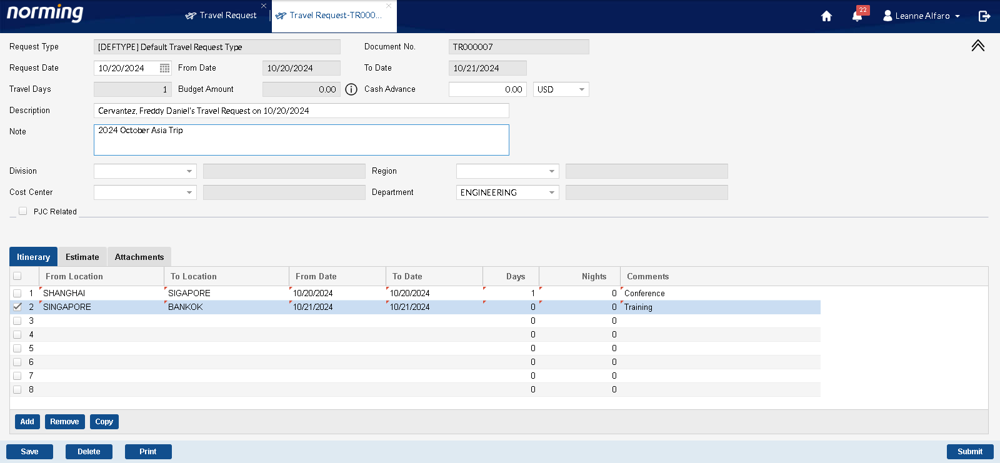 norming
Travel Request
Travel Request-TR000...
22
Leanne Alfaro
Request Type [DEFTYPE] Default Travel Request Type Document No. TR000007
Request Date 10/20/2024 From Date 10/20/2024 To Date 10/21/2024
Travel Days 1 Budget Amount 0.00 Cash Advance 0.00 USD
Description Cervantez, Freddy Daniel's Travel Request on 10/20/2024
Note 2024 October Asia Trip
Division Region
Cost Center Department ENGINEERING
PJC Related
Itinerary Estimate Attachments
From Location To Location From Date To Date Days Nights Comments
1 SHANGHAI SIGAPORE 10/20/2024 10/20/2024 1 0 Conference
2 SINGAPORE BANKOK 10/21/2024 10/21/2024 0 0 Training
3 0 0
4 0 0
5 0 0
6 0 0
7 0 0
8 0 0
Add Remove Copy
Save Delete Print Submit